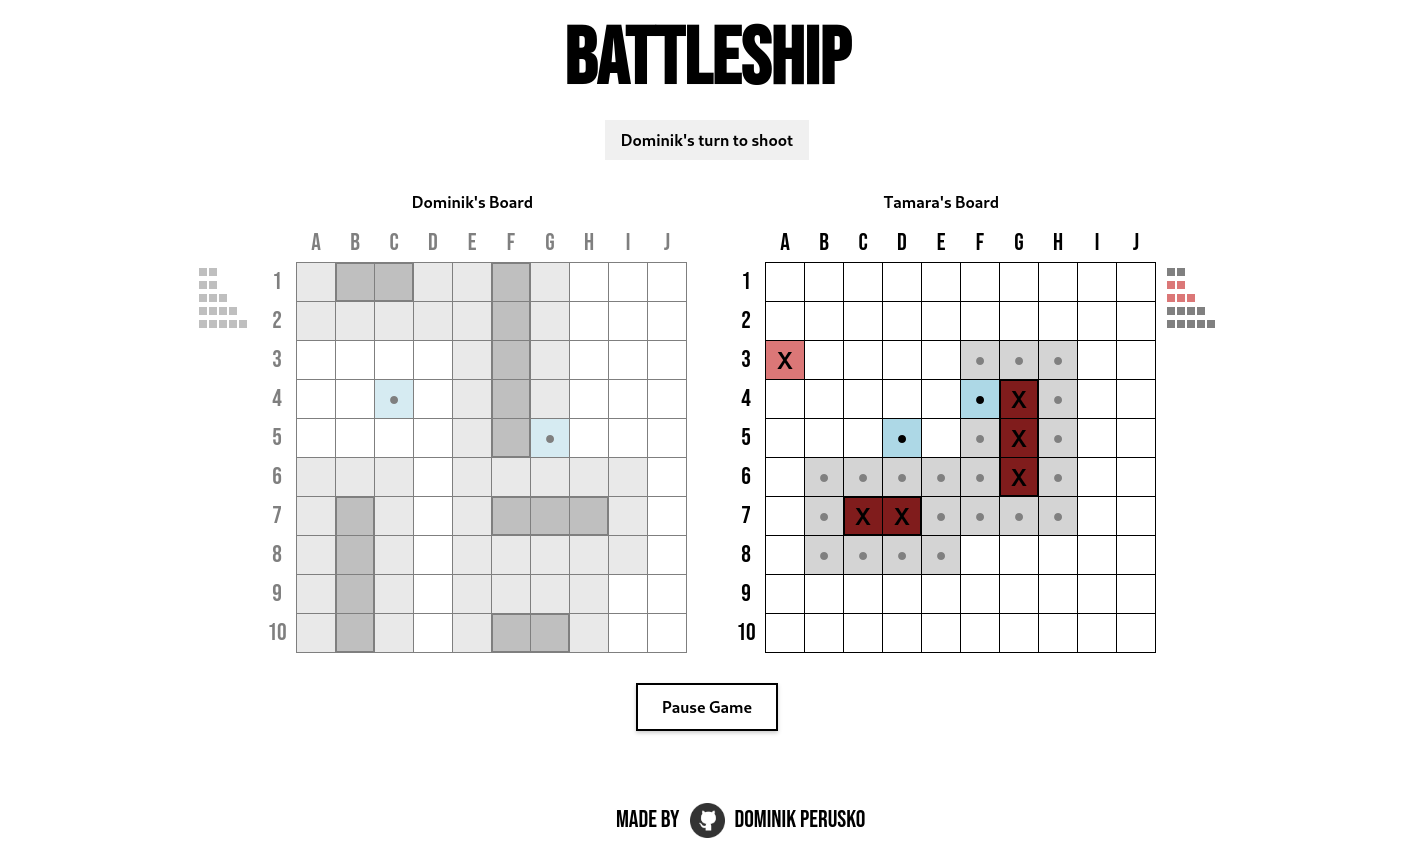 BATTLESHIP
Dominik's turn to shoot
Dominik's Board
A B C D E F G H I J
1
2
3
4
5
6
7
8
9
10
Tamara's Board
A B C D E F G H I J
1
2
3 X
4 X
5 X
6 X
7 X X
8
9
10
Pause Game
MADE BY DOMINIK PERUSKO